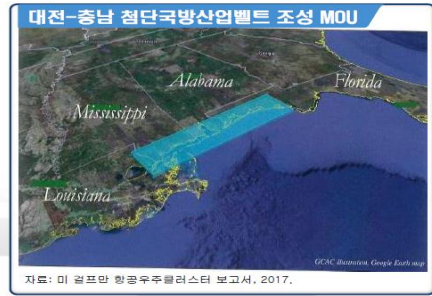 대전-충남 첨단국방산업벨트 조성 MOU
Alabama
Florida
Mississippi
Louisiana
GCAC illustration, Google Earth map
자료: 미 걸프만 항공우주클러스터 보고서, 2017.